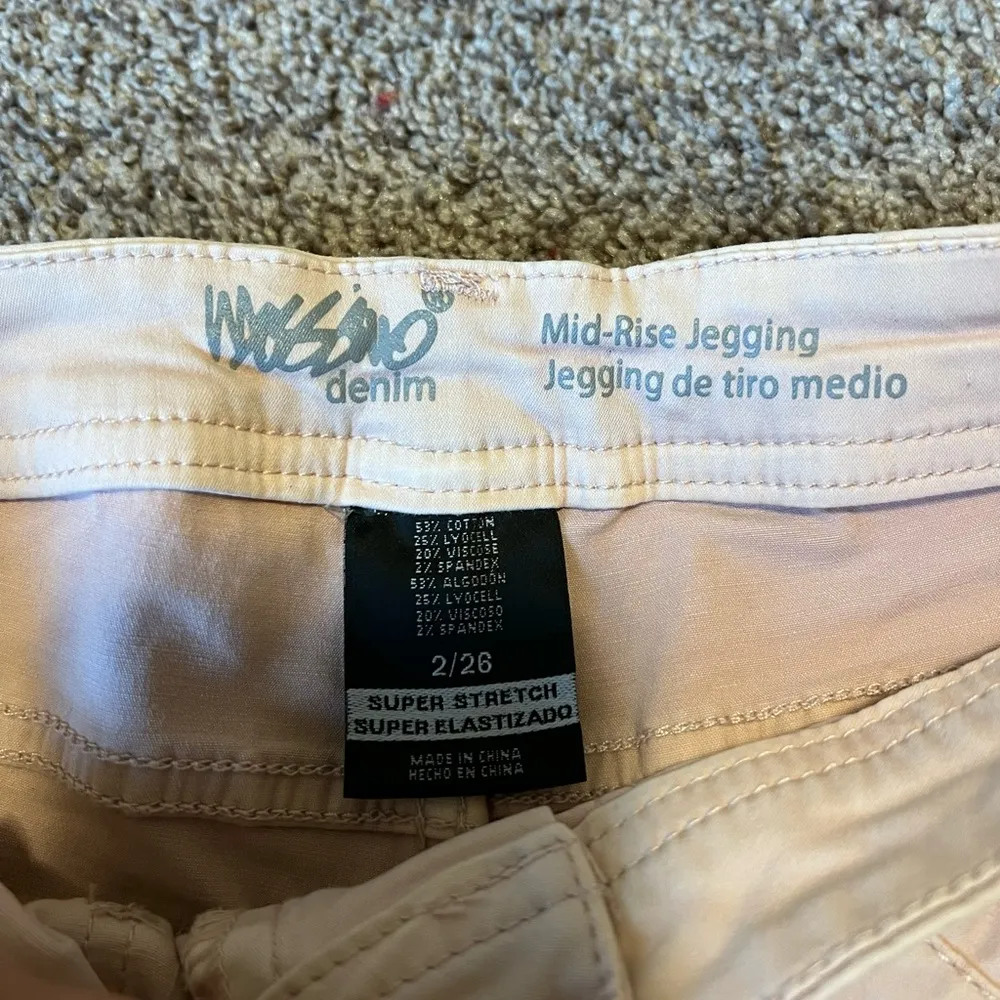 Mossimo®
denim
Mid-Rise Jegging
Jegging de tiro medio
53% COTTON
25% LYOCELL
20% VISCOSE
2% SPANDEX
53% ALGODÓN
25% LYOCELL
20% VISCOSO
2% SPANDEX
2/26
SUPER STRETCH
SUPER ELASTIZADO
MADE IN CHINA
HECHO EN CHINA